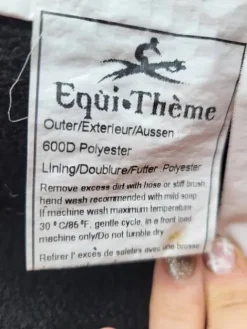 Equi•Thème
Outer/Exterieur/Aussen
600D Polyester
Lining/Doublure/Futter Polyester
Remove excess dirt with hose or stiff brush
hand wash recommended with mild soap
If machine wash maximum temperature
30 °C/86 °F, gentle cycle, in a front load
machine only/Do not tumble dry.
Retirer l' excès de saletés avec une brosse